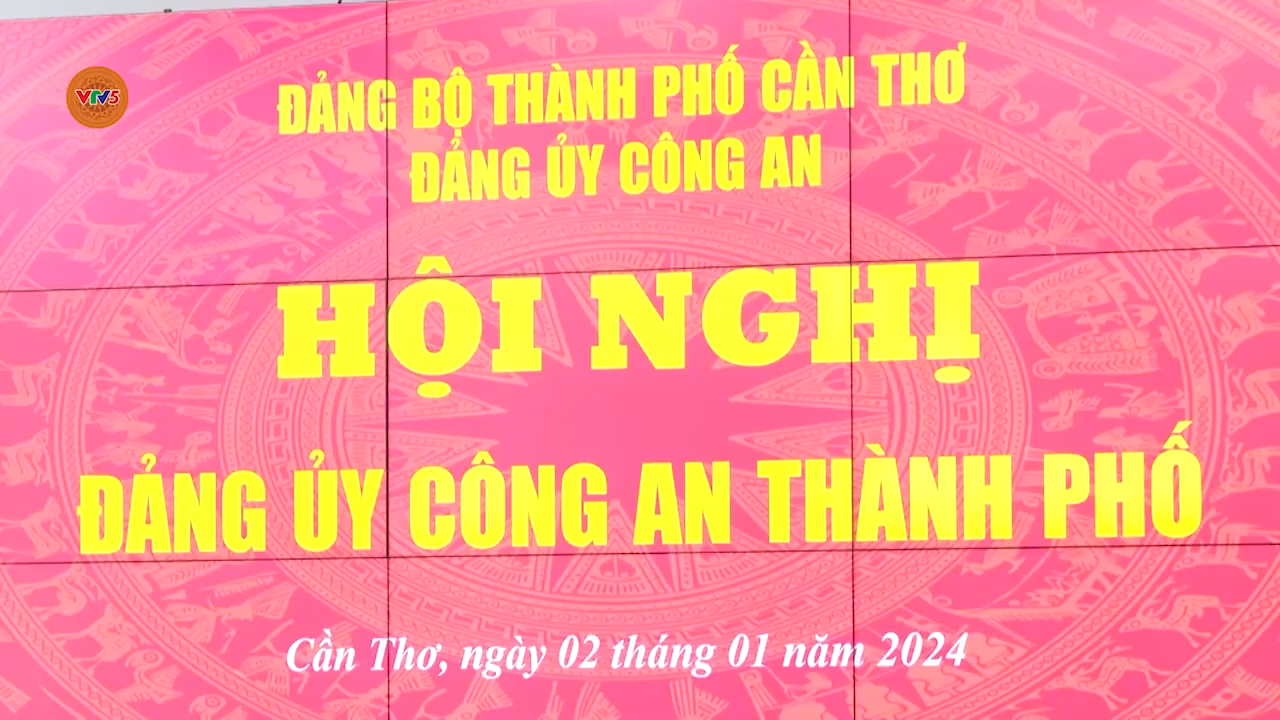 VTV5
ĐẢNG BỘ THÀNH PHỐ CẦN THƠ
ĐẢNG ỦY CÔNG AN
HỘI NGHỊ
ĐẢNG ỦY CÔNG AN THÀNH PHỐ
Cần Thơ, ngày 02 tháng 01 năm 2024